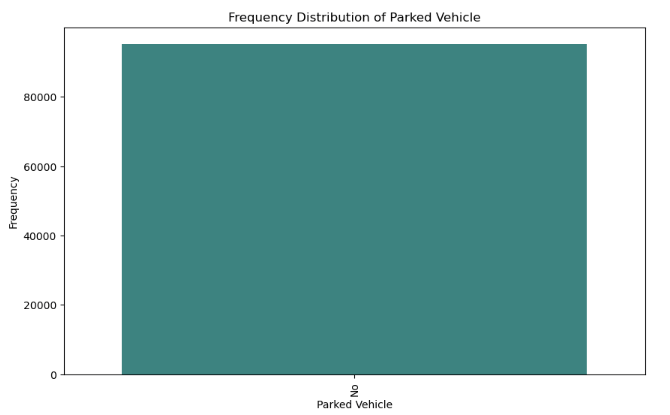 Frequency Distribution of Parked Vehicle
80000
60000
40000
20000
0
Frequency
No
Parked Vehicle